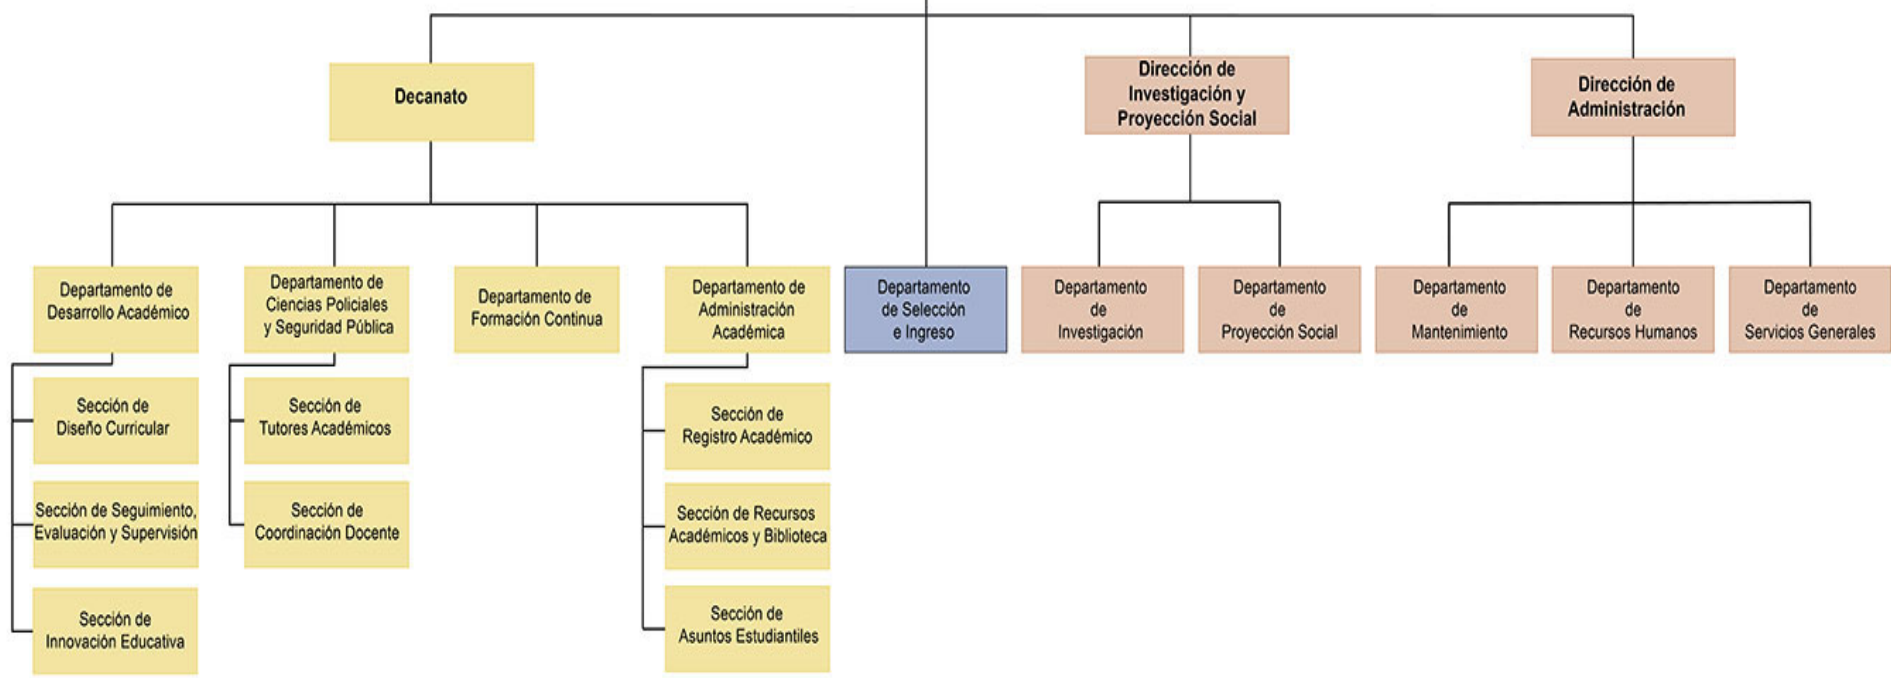 Decanato
Dirección de
Investigación y
Proyección Social
Dirección de
Administración
Departamento de
Desarrollo Académico
Departamento de
Ciencias Policiales
y Seguridad Pública
Departamento de
Formación Continua
Departamento de
Administración
Académica
Departamento
de Selección
e Ingreso
Departamento
de
Investigación
Departamento
de
Proyección Social
Departamento
de
Mantenimiento
Departamento
de
Recursos Humanos
Departamento
de
Servicios Generales
Sección de
Diseño Curricular
Sección de Seguimiento,
Evaluación y Supervisión
Sección de
Innovación Educativa
Sección de
Tutores Académicos
Sección de
Coordinación Docente
Sección de
Registro Académico
Sección de Recursos
Académicos y Biblioteca
Sección de
Asuntos Estudiantiles